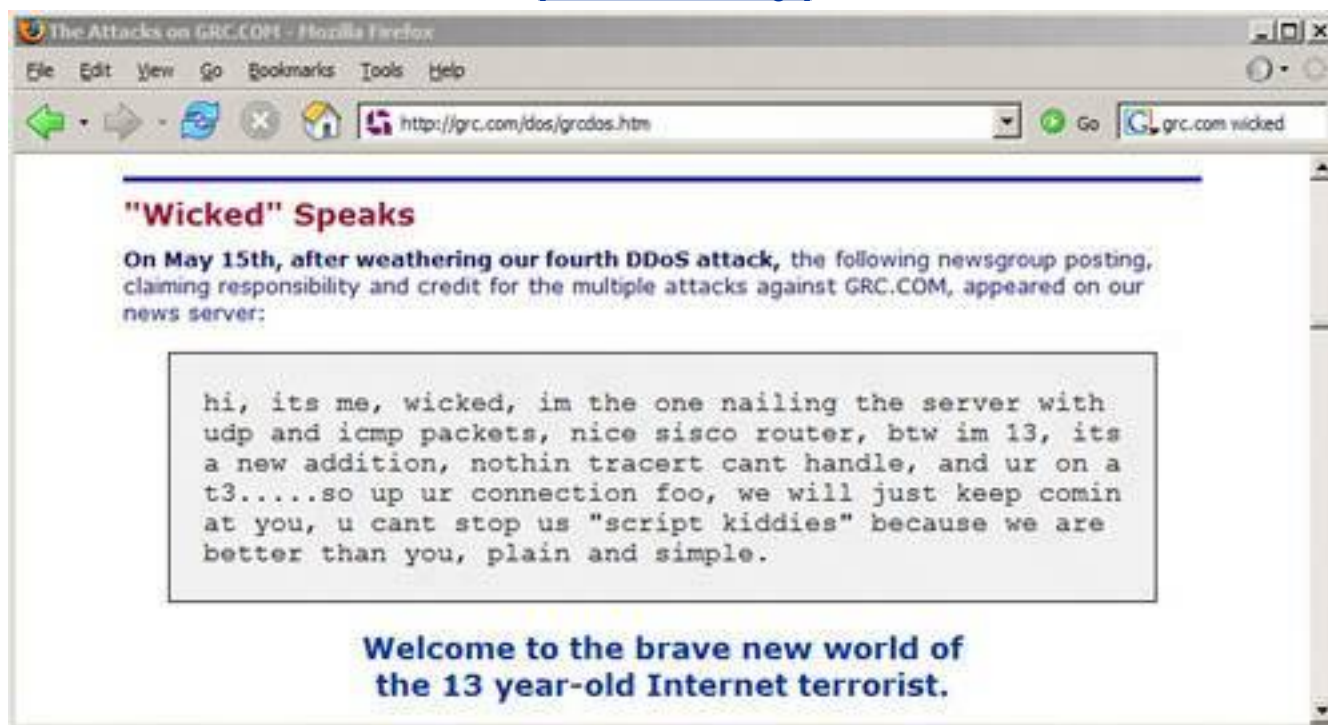 The Attacks on GRC.COM - Mozilla Firefox
File Edit View Go Bookmarks Tools Help
http://grc.com/dos/grcdos.htm Go grc.com wicked
"Wicked" Speaks
On May 15th, after weathering our fourth DDoS attack, the following newsgroup posting,
claiming responsibility and credit for the multiple attacks against GRC.COM, appeared on our
news server:
hi, its me, wicked, im the one nailing the server with
udp and icmp packets, nice sisco router, btw im 13, its
a new addition, nothin tracert cant handle, and ur on a
t3.....so up ur connection foo, we will just keep comin
at you, u cant stop us "script kiddies" because we are
better than you, plain and simple.
Welcome to the brave new world of
the 13 year-old Internet terrorist.